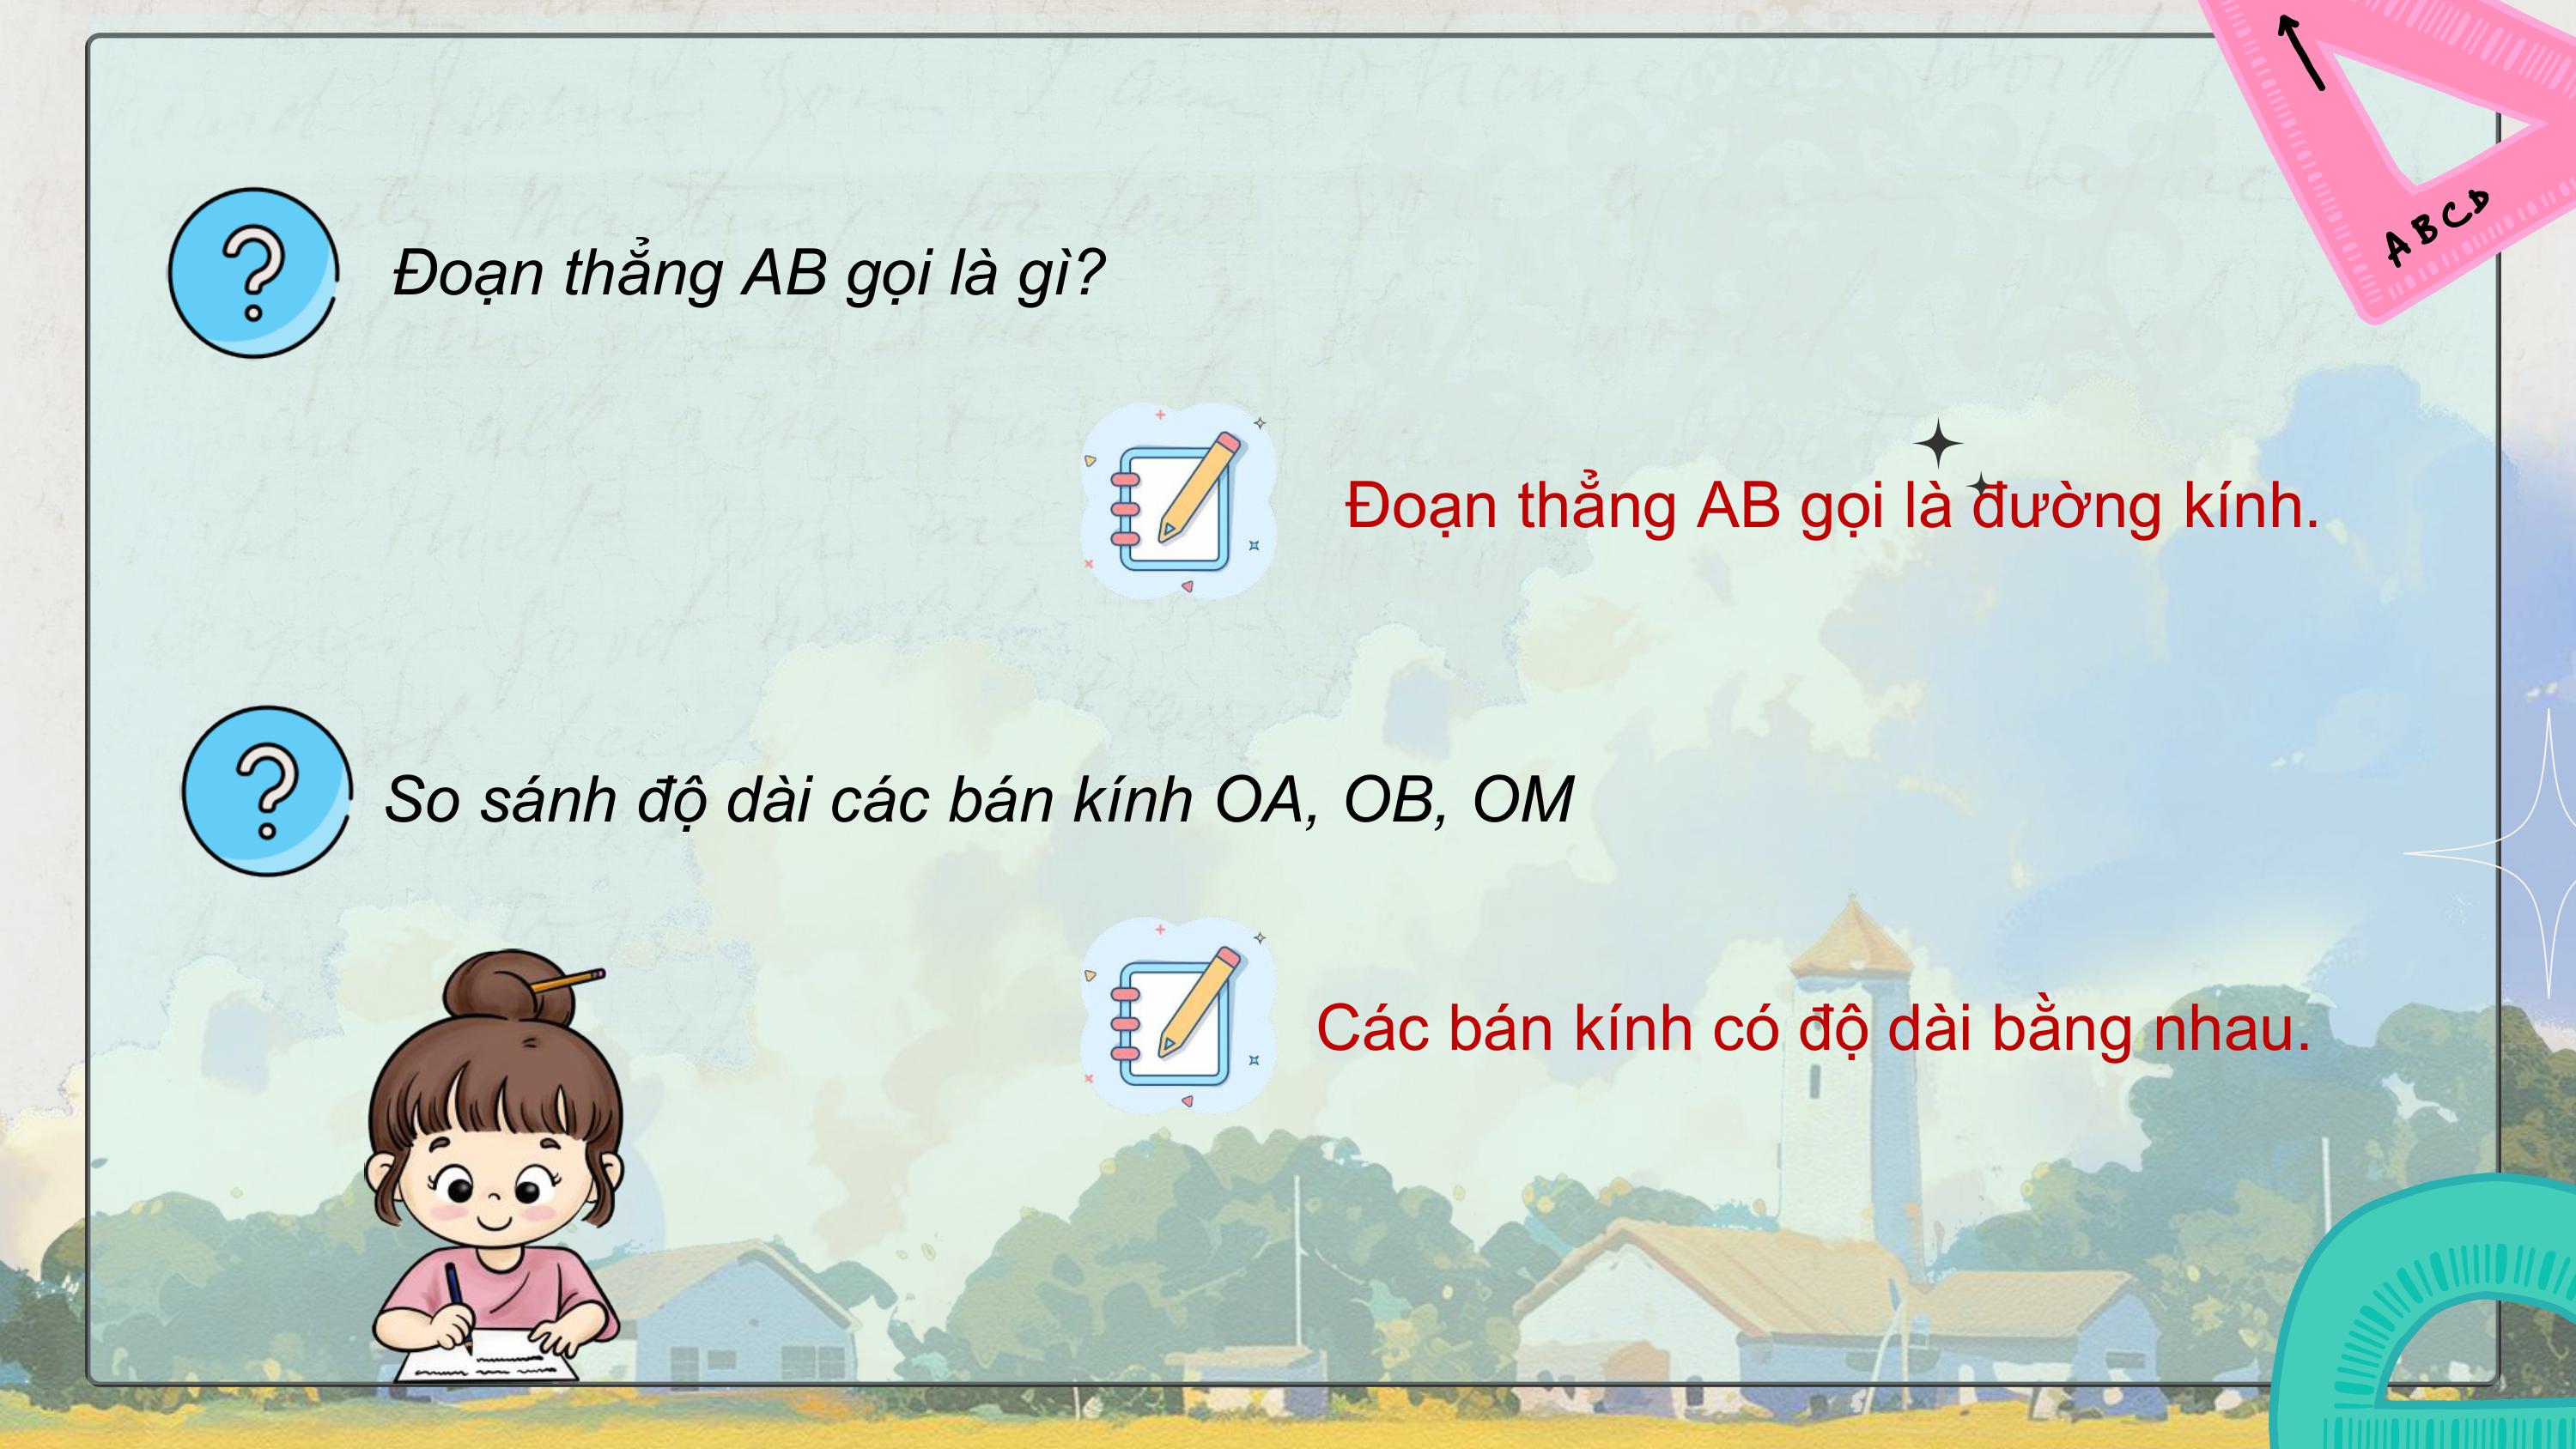 ABCD
Đoạn thẳng AB gọi là gì?
Đoạn thẳng AB gọi là đường kính.
So sánh độ dài các bán kính OA, OB, OM
Các bán kính có độ dài bằng nhau.